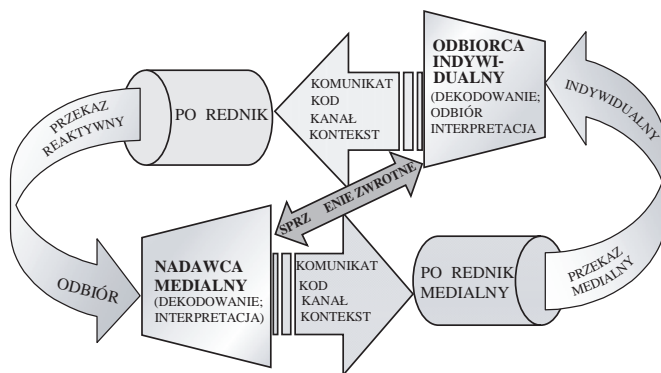 ODBIORCA
INDYWI-
DUALNY
(DEKODOWANIE;
ODBIÓR
INTERPRETACJA
KOMUNIKAT
KOD
KANAŁ
KONTEKST
PO REDNIK
PRZEKAZ
REAKTYWNY
INDYWIDUALNY
SPRZ ENIE ZWROTNE
ODBIÓR
NADAWCA
MEDIALNY
(DEKODOWANIE;
INTERPRETACJA)
KOMUNIKAT
KOD
KANAŁ
KONTEKST
PO REDNIK
MEDIALNY
PRZEKAZ
MEDIALNY